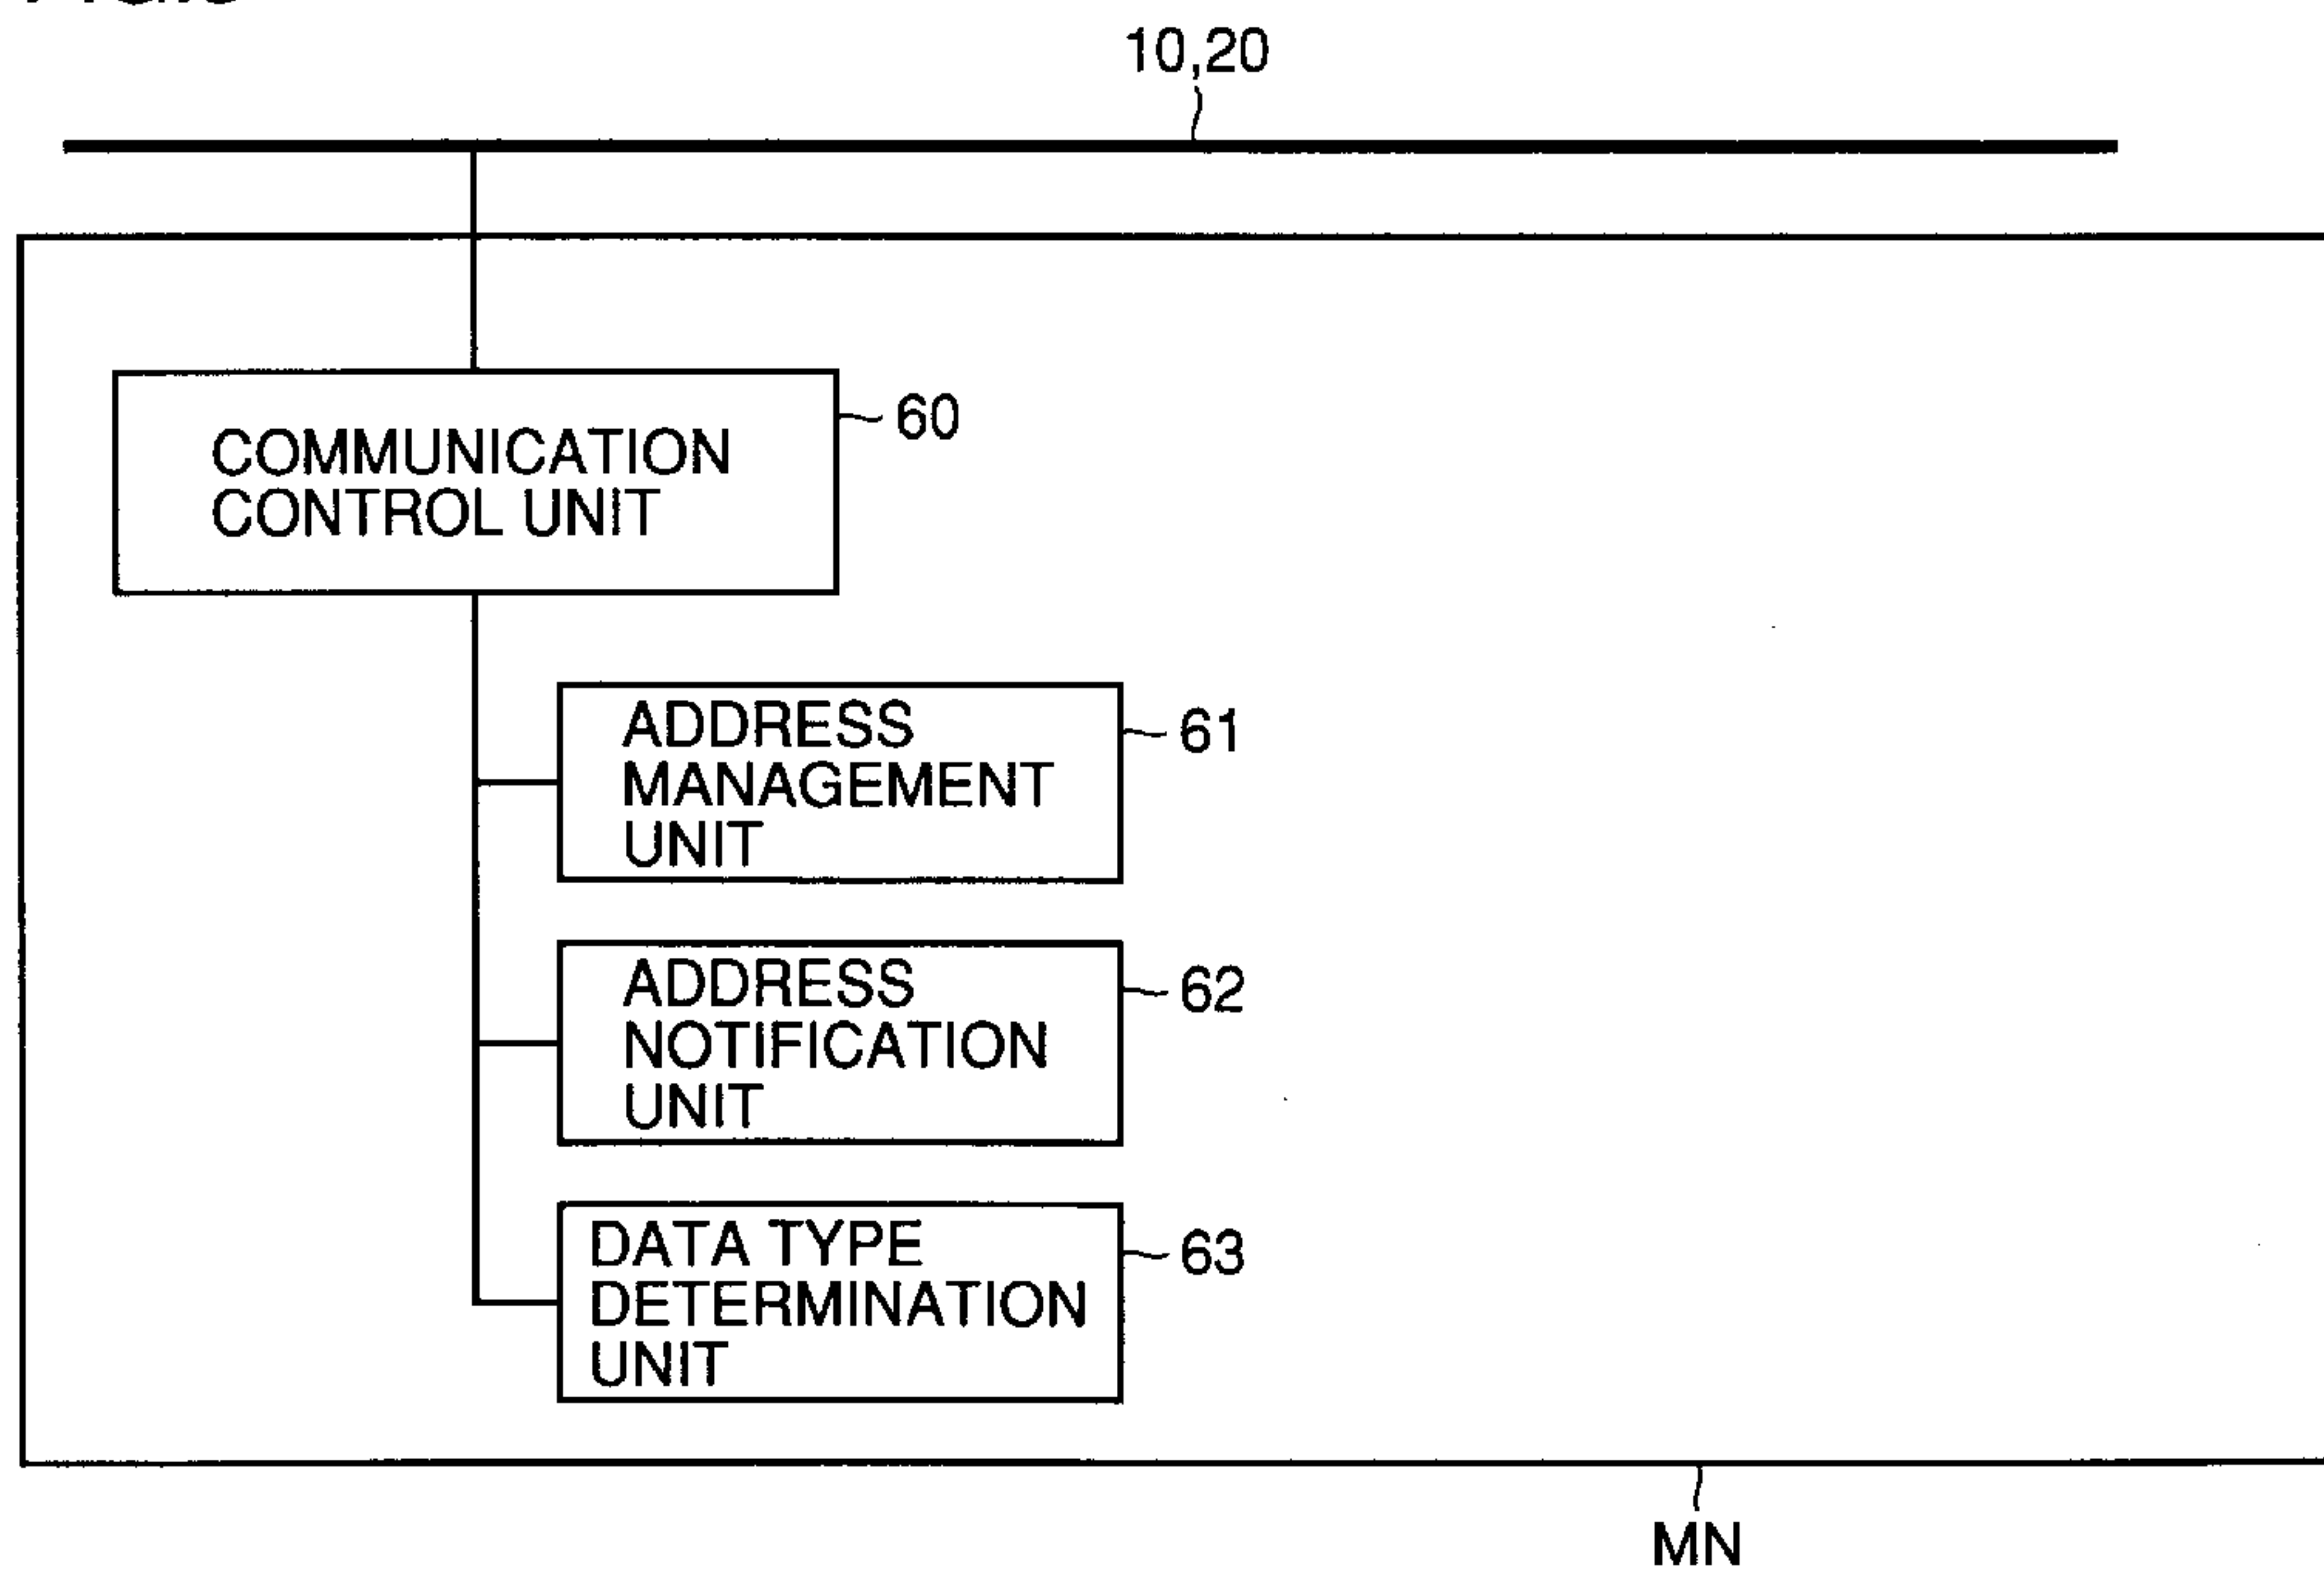 10,20
COMMUNICATION
CONTROL UNIT
60
ADDRESS
MANAGEMENT
UNIT
61
ADDRESS
NOTIFICATION
UNIT
62
DATA TYPE
DETERMINATION
UNIT
63
MN